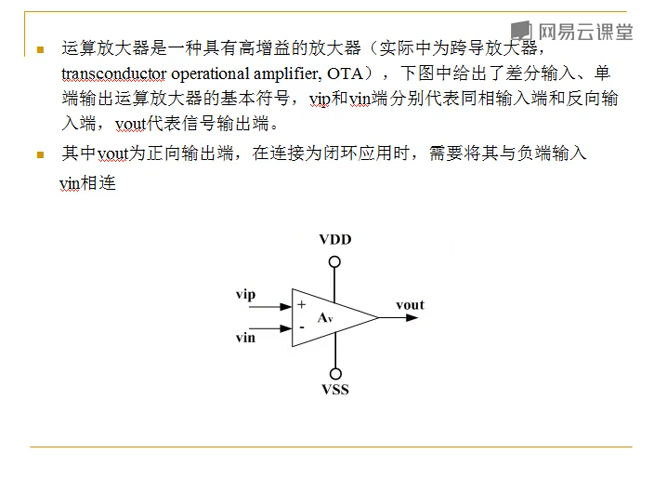 网易云课堂
运算放大器是一种具有高增益的放大器（实际中为跨导放大器，
transconductor operational amplifier, OTA），下图中给出了差分输入、单
端输出运算放大器的基本符号，vip和vin端分别代表同相输入端和反向输
入端，vout代表信号输出端。
其中vout为正向输出端，在连接为闭环应用时，需要将其与负端输入
vin相连
VDD
vip
+
Av
vout
vin
-
VSS